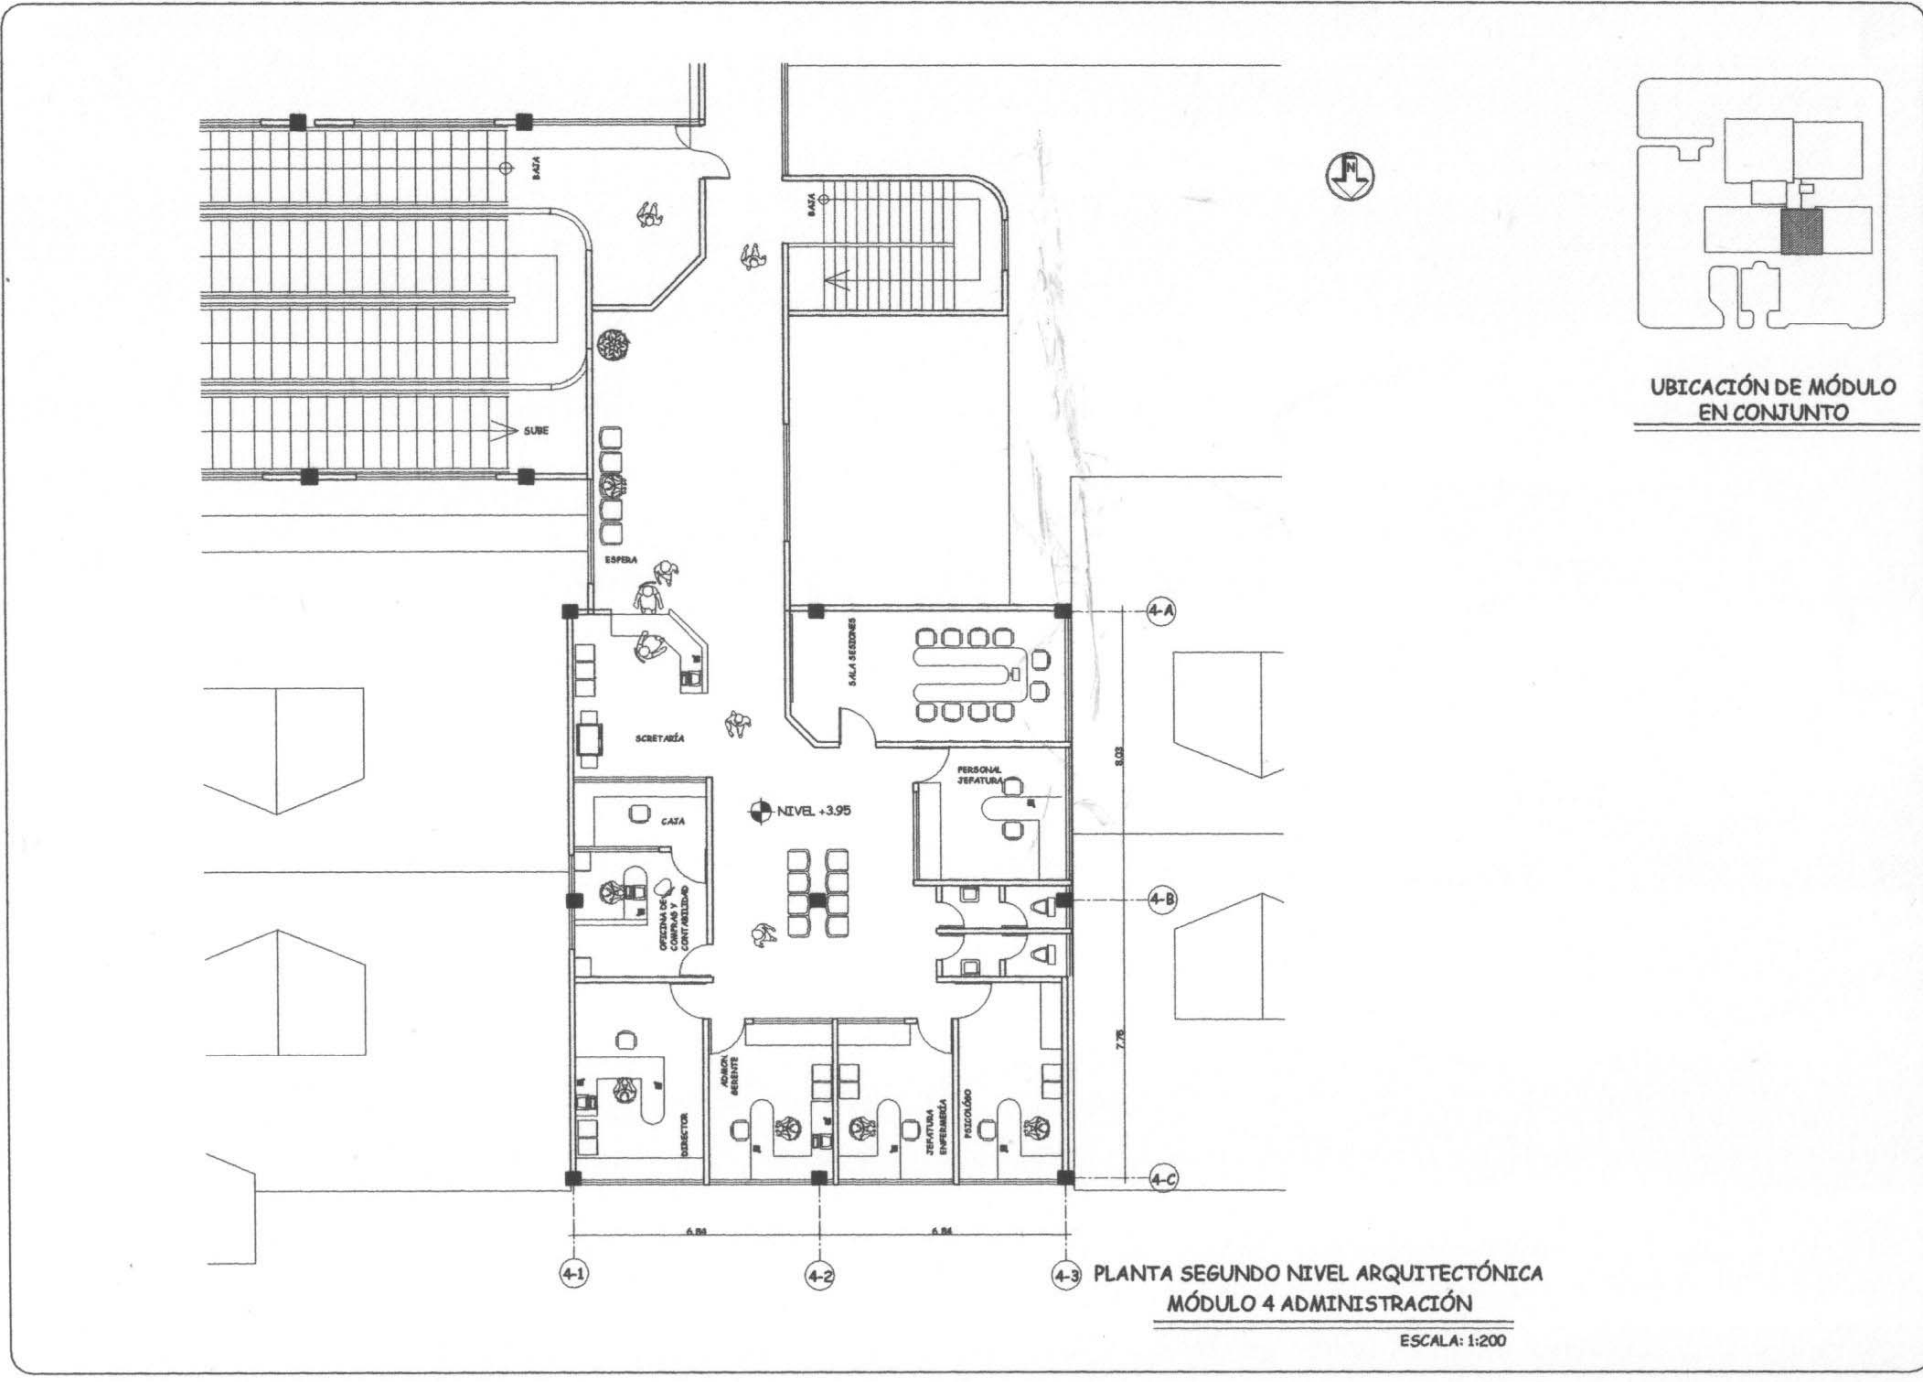 BAJA
BAJA
N
UBICACIÓN DE MÓDULO
EN CONJUNTO
SUBE
ESPERA
4-A
SALA SESIONES
SCRETARÍA
8.03
PERSONAL
JEFATURA
NIVEL +3.95
CAJA
OFICINA DE
COMPRAS Y
CONTABILIDAD
4-B
7.75
ADMON.
GERENTE
DIRECTOR
JEFATURA
ENFERMERÍA
PSICOLÓGO
4-C
6.84
6.84
4-1
4-2
4-3
PLANTA SEGUNDO NIVEL ARQUITECTÓNICA
MÓDULO 4 ADMINISTRACIÓN
ESCALA: 1:200